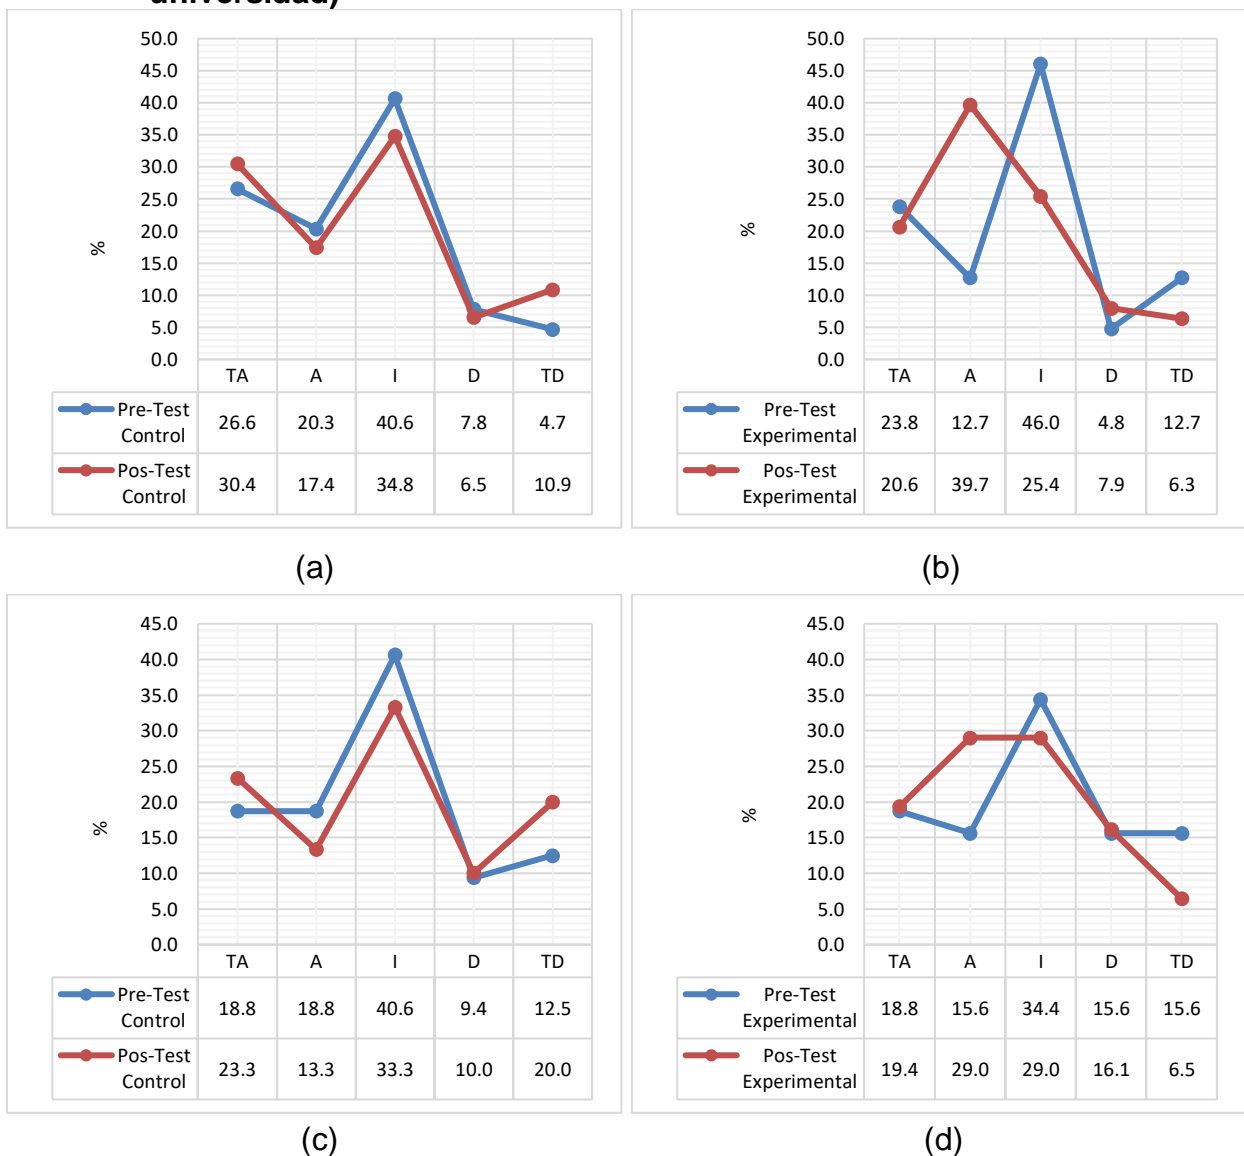 universidad)
50.0
45.0
40.0
35.0
30.0
25.0
20.0
15.0
10.0
5.0
0.0
%
TA A I D TD
Pre-Test Control 26.6 20.3 40.6 7.8 4.7
Pos-Test Control 30.4 17.4 34.8 6.5 10.9
(a)
50.0
45.0
40.0
35.0
30.0
25.0
20.0
15.0
10.0
5.0
0.0
%
TA A I D TD
Pre-Test Experimental 23.8 12.7 46.0 4.8 12.7
Pos-Test Experimental 20.6 39.7 25.4 7.9 6.3
(b)
45.0
40.0
35.0
30.0
25.0
20.0
15.0
10.0
5.0
0.0
%
TA A I D TD
Pre-Test Control 18.8 18.8 40.6 9.4 12.5
Pos-Test Control 23.3 13.3 33.3 10.0 20.0
(c)
45.0
40.0
35.0
30.0
25.0
20.0
15.0
10.0
5.0
0.0
%
TA A I D TD
Pre-Test Experimental 18.8 15.6 34.4 15.6 15.6
Pos-Test Experimental 19.4 29.0 29.0 16.1 6.5
(d)